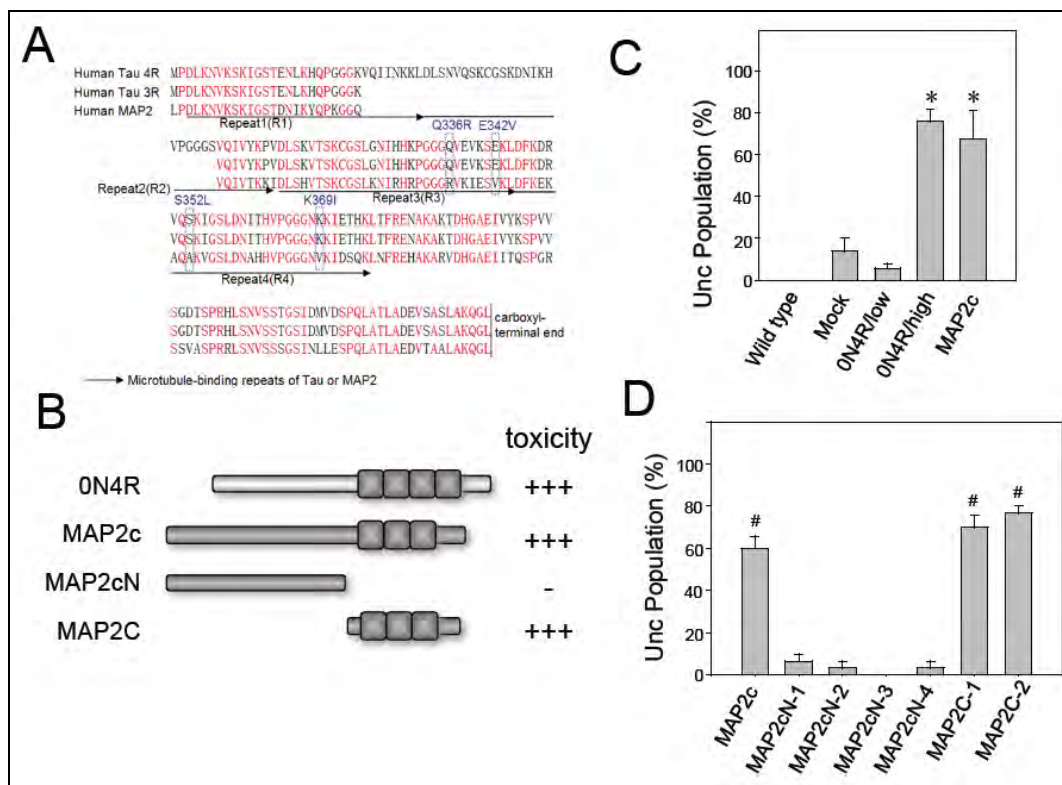 A
Human Tau 4R MPDLKNVKSKIGSTENLKHQPGGGKVQIINKKLDLSNVQSKCGSKDNIKH
Human Tau 3R MPDLKNVKSKIGSTENLKHQPGGGK
Human MAP2 LPDLKNVKSKIGSTDNIKYQPKGGQ
Repeat1(R1)
Q336R E342V
VPGGGSVQIVYKPVDLSKVTSKCGSLGNIHHKPGGGQVEVKSEKLDFKDR
VQIVYKPVDLSKVTSKCGSLGNIHHKPGGGQVEVKSEKLDFKDR
VQIVTKKIDLSHVTSKCGSLKNIRHRPGGGRVKIESVKLDFKEK
Repeat2(R2) Repeat3(R3)
S352L K369I
VQSKIGSLDNITHVPGGGNKKIETHKLTFRENAKAKTDHGAEIVYKSPVV
VQSKIGSLDNITHVPGGGNKKIETHKLTFRENAKAKTDHGAEIVYKSPVV
AQAKVGSLDNAHHVPGGGNVKIDSQKLNFREHAKARVDHGAEIITQSPGR
Repeat4(R4)
SGDTSPRHLSNVSSTGSIDMVDSPQLATLADEVSASLAKQGL carboxyl-
SGDTSPRHLSNVSSTGSIDMVDSPQLATLADEVSASLAKQGL terminal end
SSVASPRRLSNVSSSGSINLLESPQLATLAEDVTAALAKQGL
Microtubule-binding repeats of Tau or MAP2
B
toxicity
0N4R +++
MAP2c +++
MAP2cN -
MAP2C +++
C
Unc Population (%)
100
80
60
40
20
0
* *
Wild type
Mock
0N4R/low
0N4R/high
MAP2c
D
Unc Population (%)
100
80
60
40
20
0
# # #
MAP2c
MAP2cN-1
MAP2cN-2
MAP2cN-3
MAP2cN-4
MAP2C-1
MAP2C-2